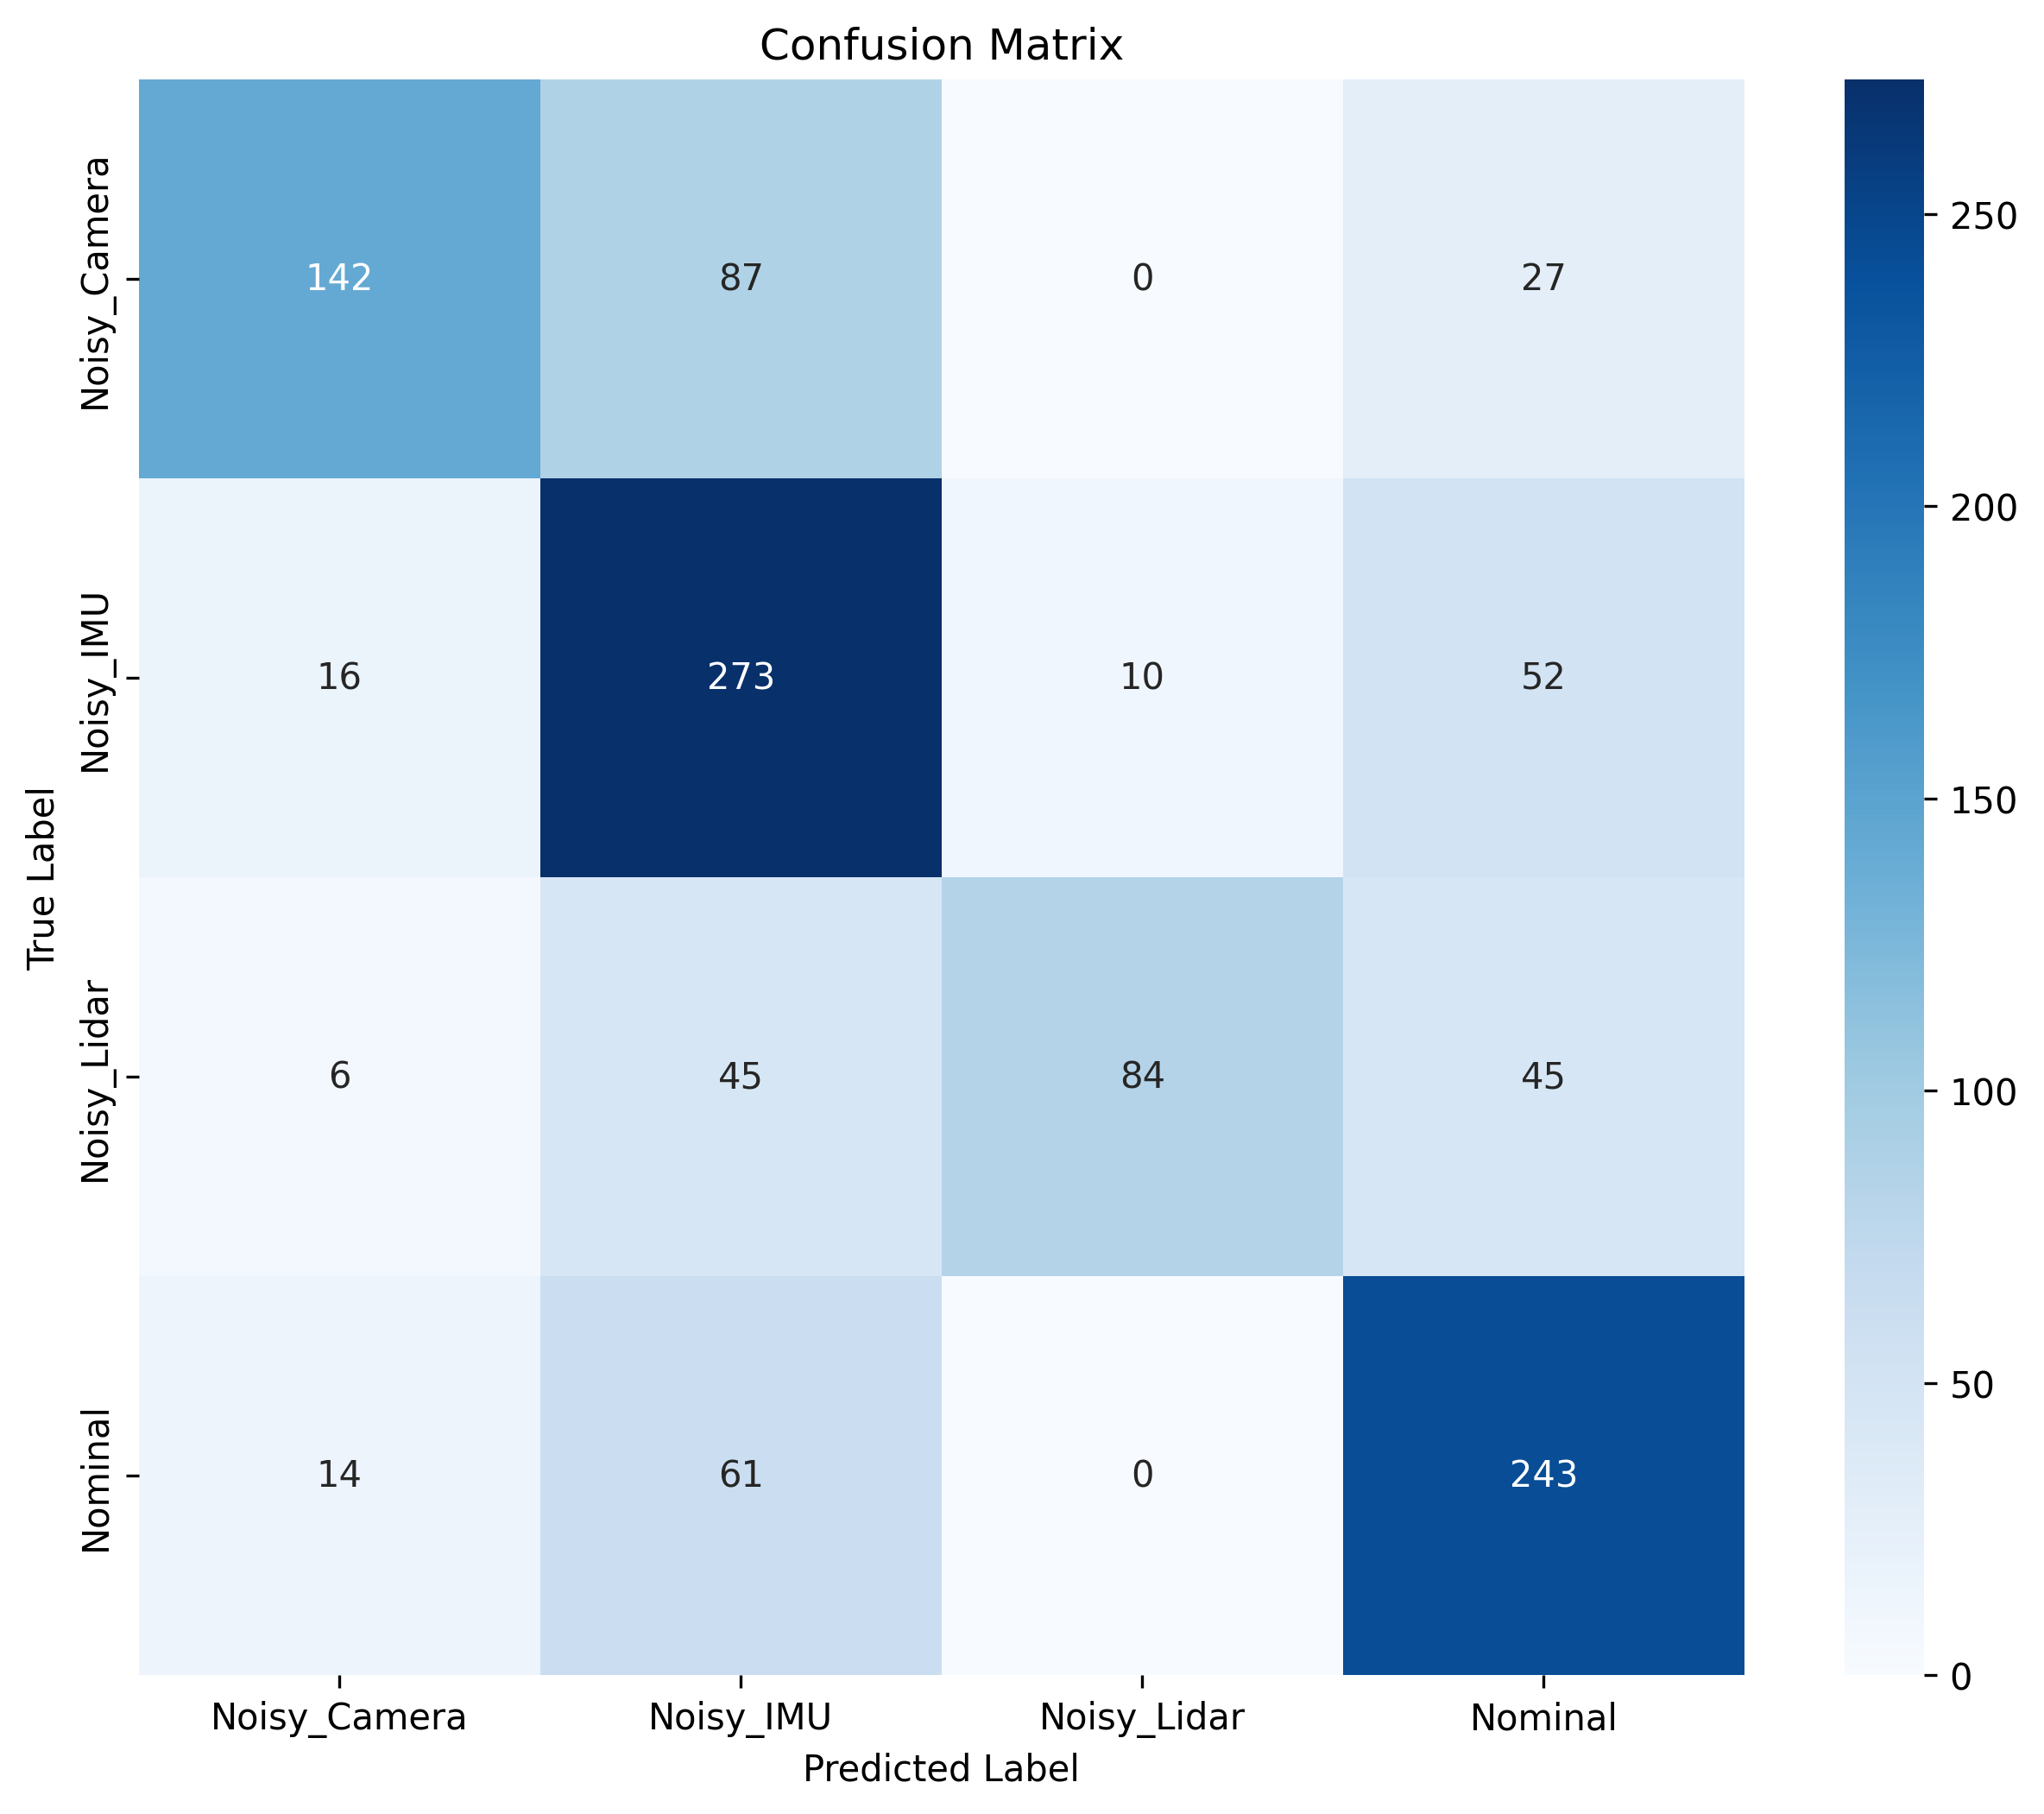 Confusion Matrix
True Label
Noisy_Camera
142 87 0 27
Noisy_IMU
16 273 10 52
Noisy_Lidar
6 45 84 45
Nominal
14 61 0 243
Noisy_Camera Noisy_IMU Noisy_Lidar Nominal
Predicted Label
250
200
150
100
50
0